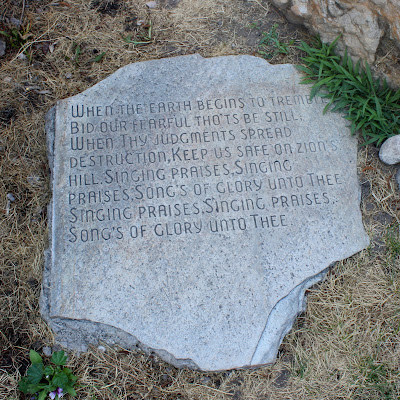 When the earth begins to tremble
Bid our fearful tho'ts be still;
When Thy judgments spread
destruction, Keep us safe on zion's
hill, Singing praises, Singing
praises, Song's of glory unto Thee
Singing praises, Singing praises,
Song's of glory unto Thee.